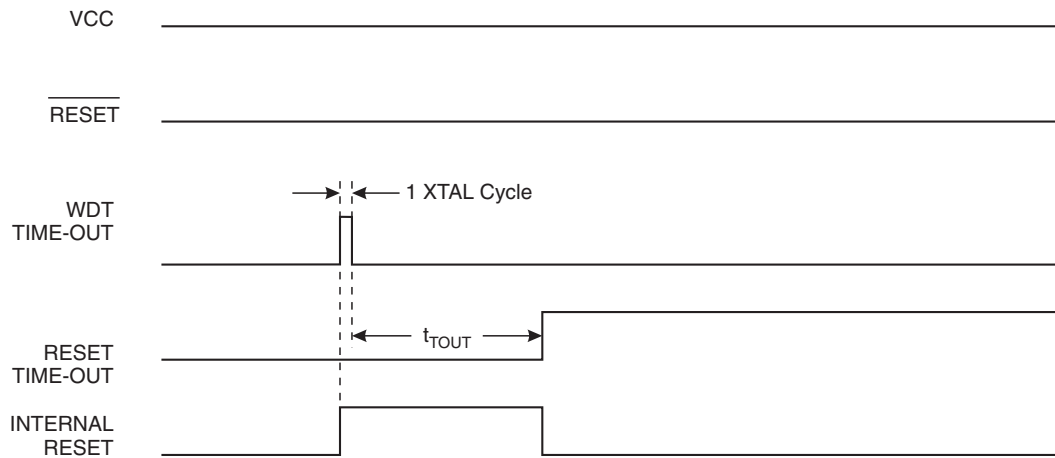 VCC
RESET
1 XTAL Cycle
WDT
TIME-OUT
tTOUT
RESET
TIME-OUT
INTERNAL
RESET